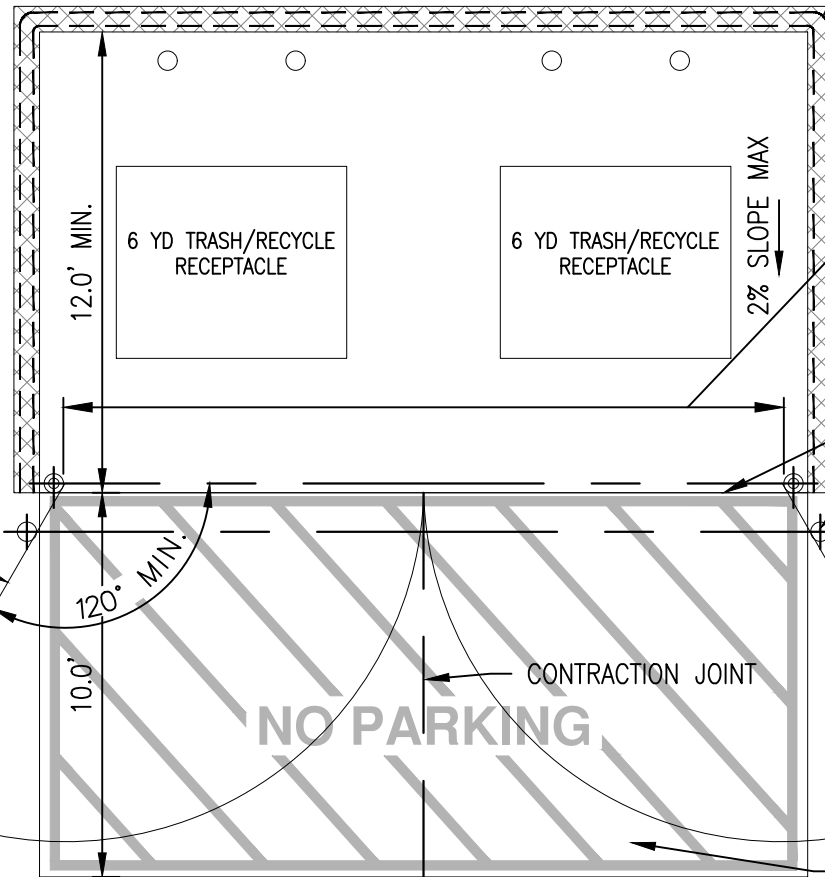 12.0' MIN.
6 YD TRASH/RECYCLE
RECEPTACLE
6 YD TRASH/RECYCLE
RECEPTACLE
2% SLOPE MAX
120° MIN.
10.0'
CONTRACTION JOINT
NO PARKING